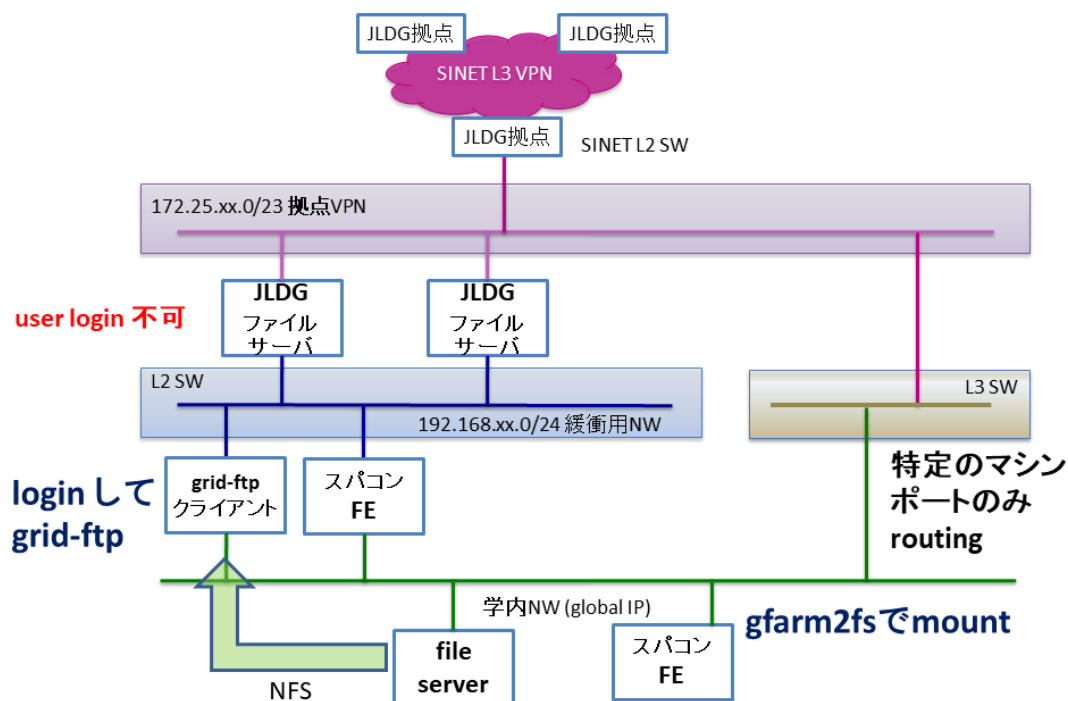 JLDG拠点
JLDG拠点
SINET L3 VPN
JLDG拠点
SINET L2 SW
172.25.xx.0/23 拠点VPN
JLDG
ファイル
サーバ
JLDG
ファイル
サーバ
user login 不可
L2 SW
L3 SW
192.168.xx.0/24 緩衝用NW
login して
grid-ftp
grid-ftp
クライアント
スパコン
FE
特定のマシン
ポートのみ
routing
学内NW (global IP)
gfarm2fsでmount
file
server
スパコン
FE
NFS